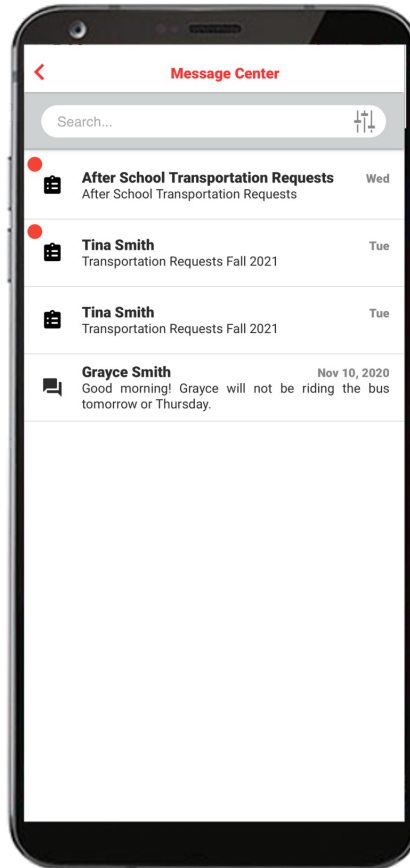 Message Center
Search...
After School Transportation Requests Wed
After School Transportation Requests
Tina Smith Tue
Transportation Requests Fall 2021
Tina Smith Tue
Transportation Requests Fall 2021
Grayce Smith Nov 10, 2020
Good morning! Grayce will not be riding the bus
tomorrow or Thursday.